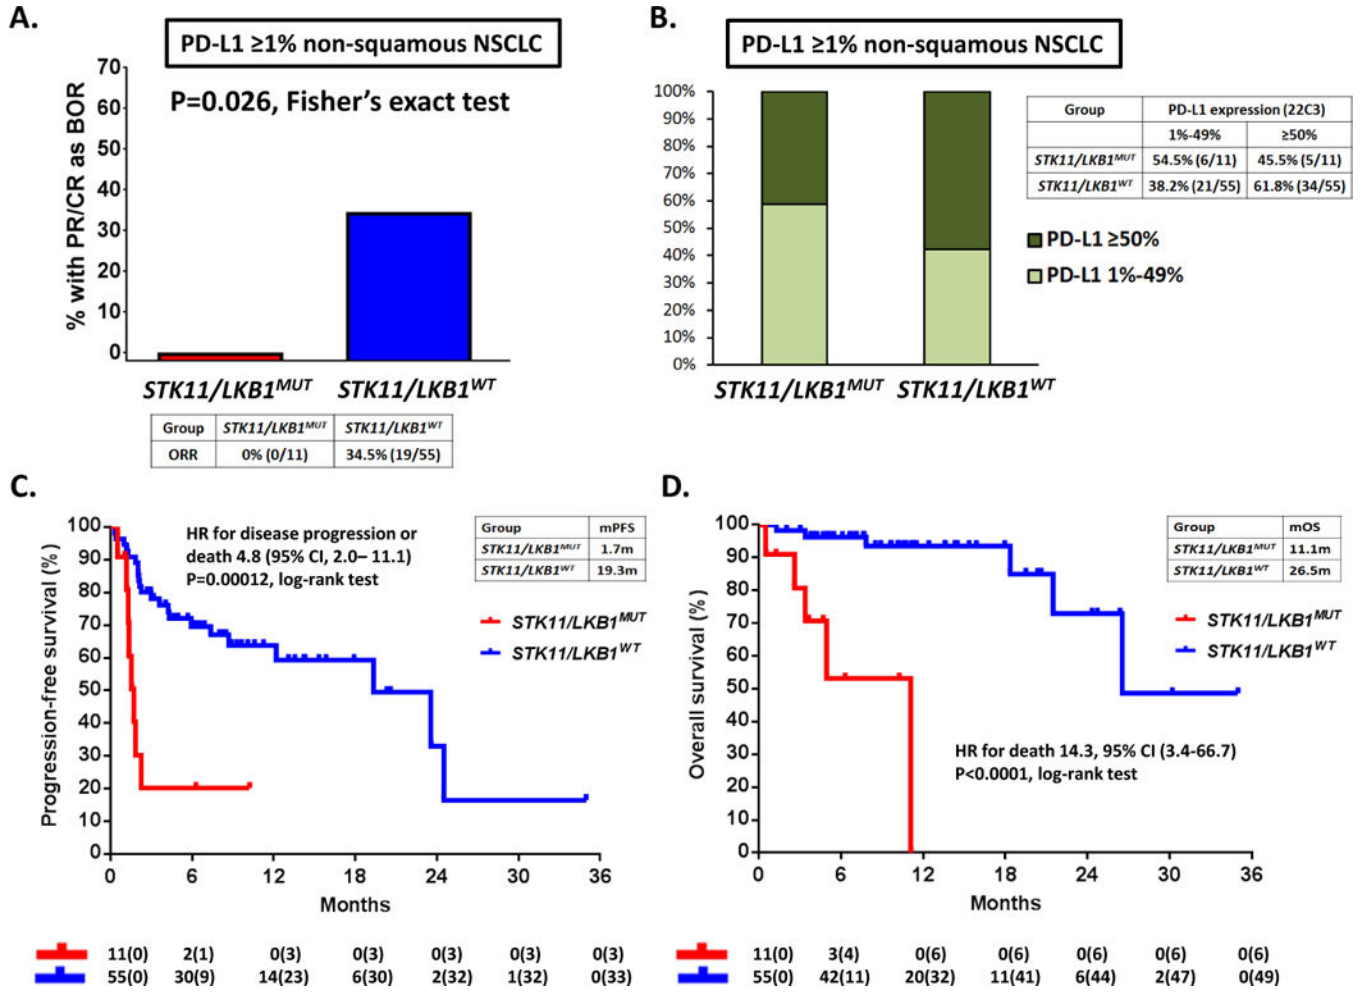 A.
PD-L1 ≥1% non-squamous NSCLC
P=0.026, Fisher's exact test
% with PR/CR as BOR
70
60
50
40
30
20
10
0
STK11/LKB1MUT STK11/LKB1WT
Group STK11/LKB1MUT STK11/LKB1WT
ORR 0% (0/11) 34.5% (19/55)
B.
PD-L1 ≥1% non-squamous NSCLC
100%
90%
80%
70%
60%
50%
40%
30%
20%
10%
0%
STK11/LKB1MUT STK11/LKB1WT
Group PD-L1 expression (22C3)
1%-49% ≥50%
STK11/LKB1MUT 54.5% (6/11) 45.5% (5/11)
STK11/LKB1WT 38.2% (21/55) 61.8% (34/55)
PD-L1 ≥50%
PD-L1 1%-49%
C.
HR for disease progression or
death 4.8 (95% CI, 2.0– 11.1)
P=0.00012, log-rank test
Group mPFS
STK11/LKB1MUT 1.7m
STK11/LKB1WT 19.3m
STK11/LKB1MUT
STK11/LKB1WT
Progression-free survival (%)
100
90
80
70
60
50
40
30
20
10
0
0 6 12 18 24 30 36
Months
11(0) 2(1) 0(3) 0(3) 0(3) 0(3) 0(3)
55(0) 30(9) 14(23) 6(30) 2(32) 1(32) 0(33)
D.
Group mOS
STK11/LKB1MUT 11.1m
STK11/LKB1WT 26.5m
STK11/LKB1MUT
STK11/LKB1WT
HR for death 14.3, 95% CI (3.4-66.7)
P<0.0001, log-rank test
Overall survival (%)
100
90
80
70
60
50
40
30
20
10
0
0 6 12 18 24 30 36
Months
11(0) 3(4) 0(6) 0(6) 0(6) 0(6) 0(6)
55(0) 42(11) 20(32) 11(41) 6(44) 2(47) 0(49)